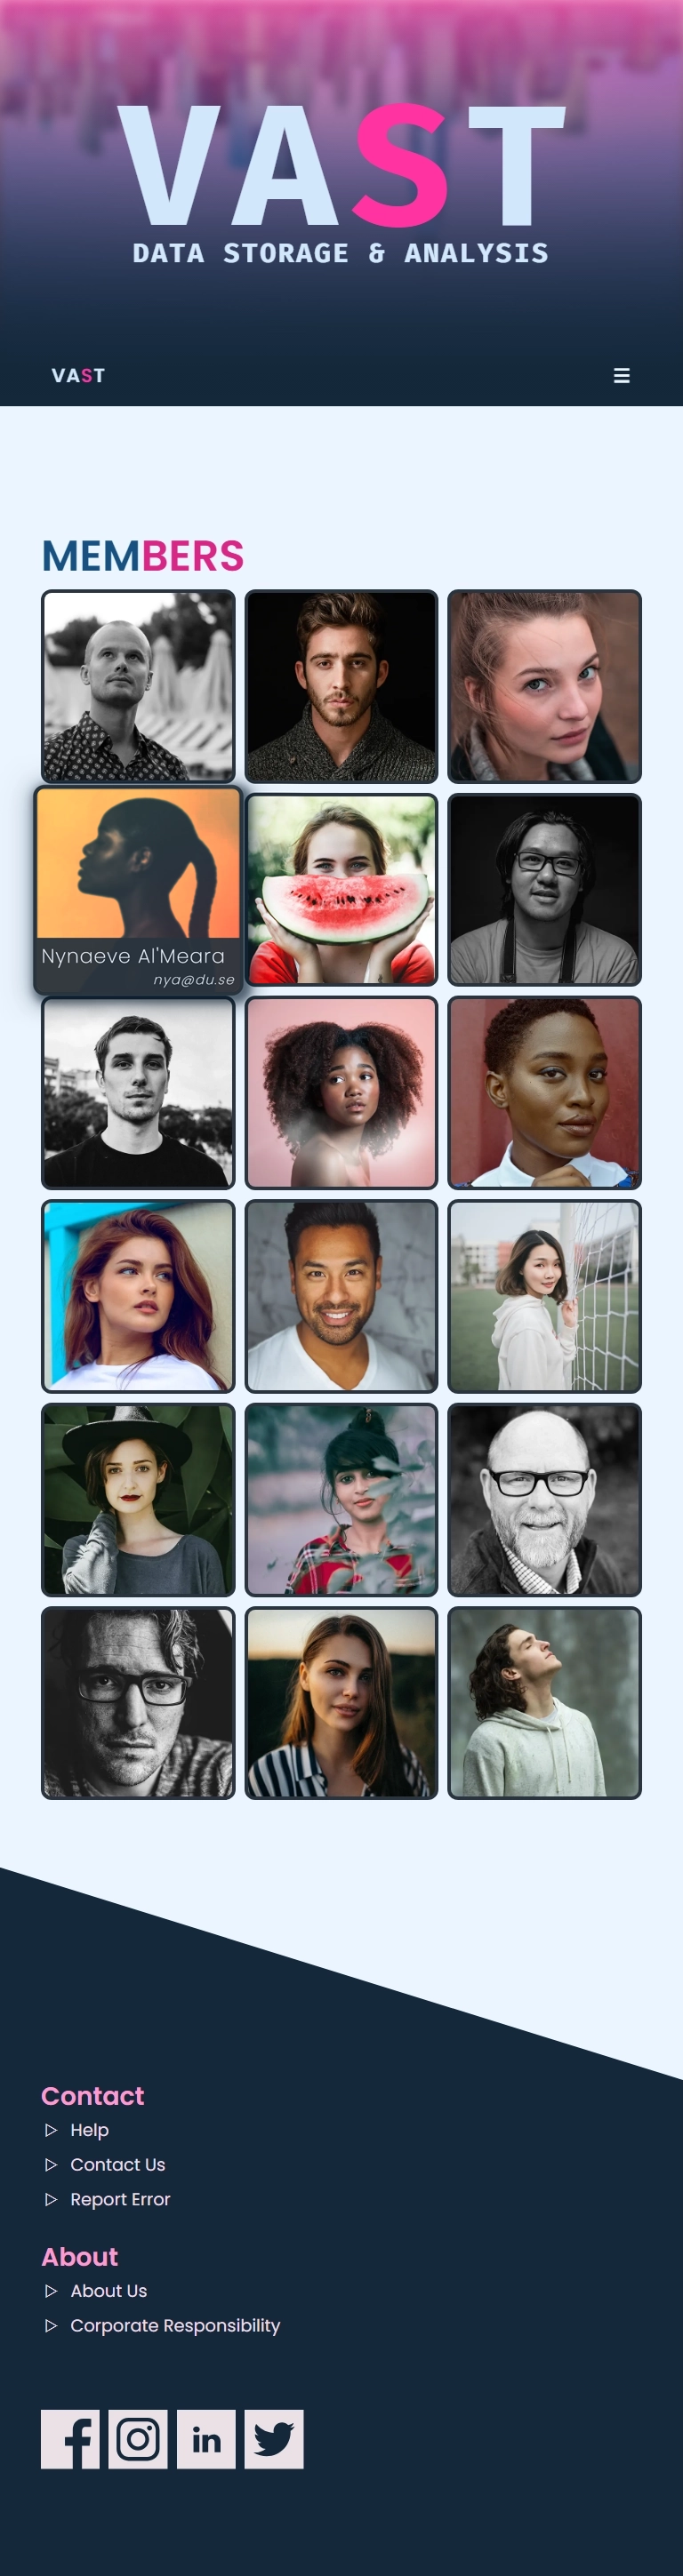 VAST
DATA STORAGE & ANALYSIS
VAST
MEMBERS
Nynaeve Al'Meara
nya@du.se
Contact
Help
Contact Us
Report Error
About
About Us
Corporate Responsibility
in